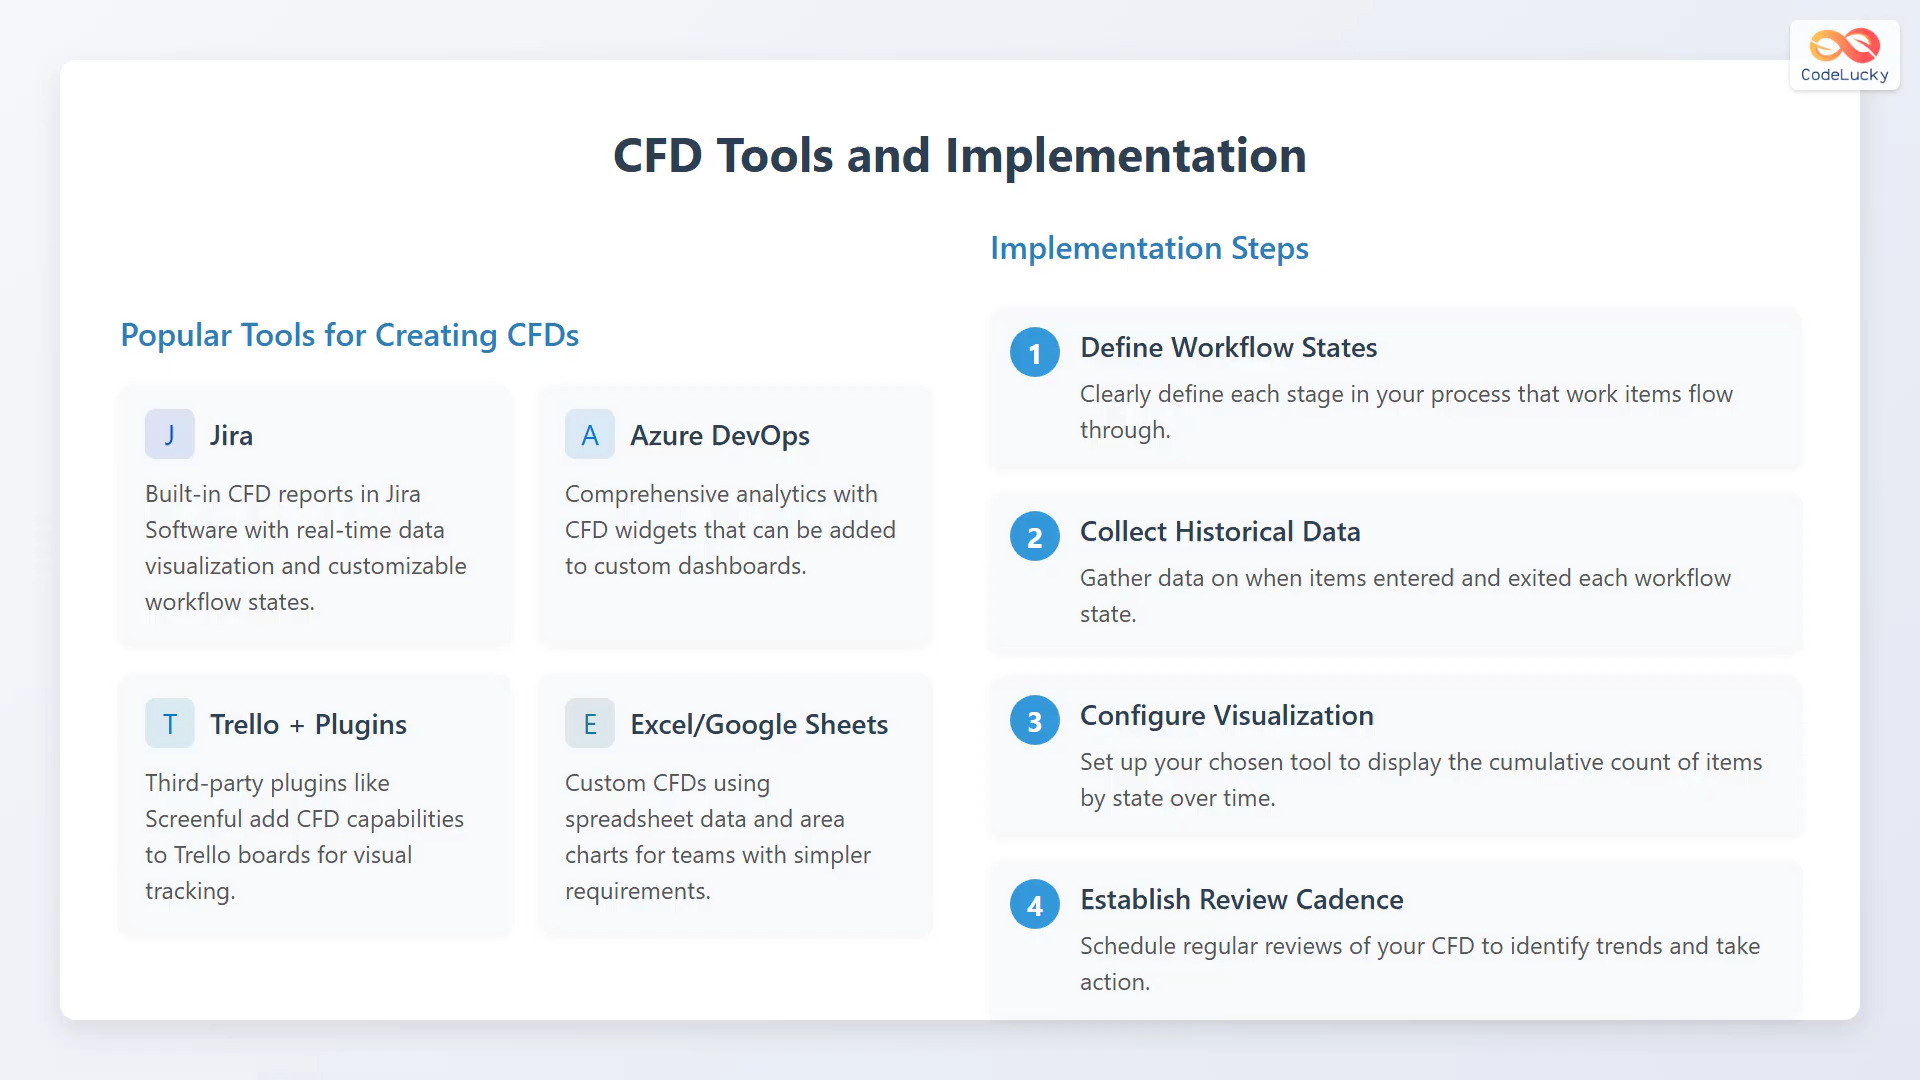 CodeLucky
CFD Tools and Implementation
Popular Tools for Creating CFDs
J
Jira
Built-in CFD reports in Jira
Software with real-time data
visualization and customizable
workflow states.
A
Azure DevOps
Comprehensive analytics with
CFD widgets that can be added
to custom dashboards.
T
Trello + Plugins
Third-party plugins like
Screenful add CFD capabilities
to Trello boards for visual
tracking.
E
Excel/Google Sheets
Custom CFDs using
spreadsheet data and area
charts for teams with simpler
requirements.
Implementation Steps
1
Define Workflow States
Clearly define each stage in your process that work items flow
through.
2
Collect Historical Data
Gather data on when items entered and exited each workflow
state.
3
Configure Visualization
Set up your chosen tool to display the cumulative count of items
by state over time.
4
Establish Review Cadence
Schedule regular reviews of your CFD to identify trends and take
action.